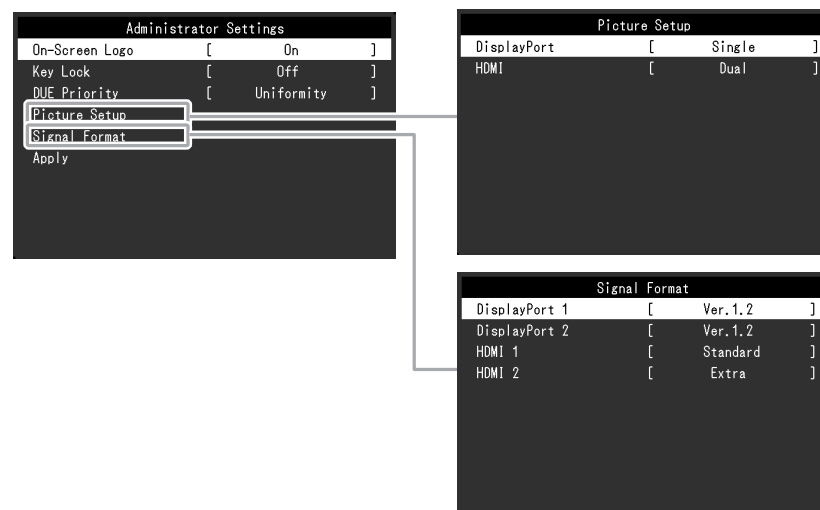 Administrator Settings
On-Screen Logo [ On ]
Key Lock [ Off ]
DUE Priority [ Uniformity ]
Picture Setup
Signal Format
Apply
Picture Setup
DisplayPort [ Single ]
HDMI [ Dual ]
Signal Format
DisplayPort 1 [ Ver.1.2 ]
DisplayPort 2 [ Ver.1.2 ]
HDMI 1 [ Standard ]
HDMI 2 [ Extra ]